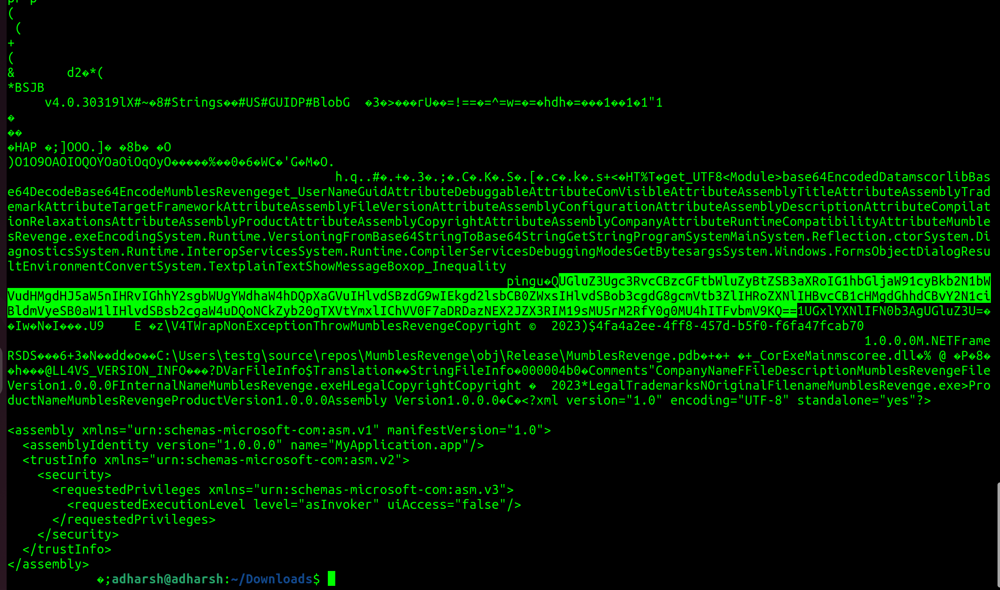 (
(
+
(
& d2�*(
*BSJB
v4.0.30319lX#~�8#Strings��#US#GUIDP#BlobG �3�>���rU��=!==�=^=w=�=�hdh�=���1��1�1"1
�
��
�HAP �;]OOO.]� �8b� �O
)O1O9OAOIOQOYOaOiOqOyO�����%��0�6�WC�'G�M�O.
h.q..#�.+�.3�.;�.C�.K�.S�.[�.c�.k�.s+<�HT%T�get_UTF8<Module>base64EncodedDatamscorlibBas
e64DecodeBase64EncodeMumblesRevengeget_UserNameGuidAttributeDebuggableAttributeComVisibleAttributeAssemblyTitleAttributeAssemblyTrad
emarkAttributeTargetFrameworkAttributeAssemblyFileVersionAttributeAssemblyConfigurationAttributeAssemblyDescriptionAttributeCompilat
ionRelaxationsAttributeAssemblyProductAttributeAssemblyCopyrightAttributeAssemblyCompanyAttributeRuntimeCompatibilityAttributeMumble
sRevenge.exeEncodingSystem.Runtime.VersioningFromBase64StringToBase64StringGetStringProgramSystemMainSystem.Reflection.ctorSystem.Di
agnosticsSystem.Runtime.InteropServicesSystem.Runtime.CompilerServicesDebuggingModesGetBytesargsSystem.Windows.FormsObjectDialogResu
ltEnvironmentConvertSystem.TextplainTextShowMessageBoxop_Inequality
pingu�QUGluZ3Ugc3RvcCBzcGFtbWluZyBtZSB3aXRoIG1hbGljaW91cyBkb2N1bW
VudHMgdHJ5aW5nIHRvIGhhY2sgbWUgYWdhaW4hDQpXaGVuIHlvdSBzdG9wIEkgd2lsbCB0ZWxsIHlvdSBob3cgdG8gcmVtb3ZlIHRoZXNlIHBvcCB1cHMgdGhhdCBvY2N1ci
BldmVyeSB0aW1lIHlvdSBsb2cgaW4uDQoNCkZyb20gTXVtYmxlIChVV0F7aDRDazNEX2JZX3RIM19sMU5rM2RfY0g0MU4hITFvbmV9KQ==1UGxlYXNlIFN0b3AgUGluZ3U=�
�Iw�N�I���.U9 E �z\V4TWrapNonExceptionThrowMumblesRevengeCopyright © 2023)$4fa4a2ee-4ff8-457d-b5f0-f6fa47fcab70
1.0.0.0M.NETFrame
RSDS���6+3�N��dd�o��C:\Users\testg\source\repos\MumblesRevenge\obj\Release\MumblesRevenge.pdb�+�+ �+_CorExeMainmscoree.dll�% @ �P�8�
�h���@LL4VS_VERSION_INFO���?DVarFileInfo$Translation��StringFileInfo�000004b0�Comments"CompanyNameFFileDescriptionMumblesRevengeFile
Version1.0.0.0FInternalNameMumblesRevenge.exeHLegalCopyrightCopyright � 2023*LegalTrademarksNOriginalFilenameMumblesRevenge.exe>Pro
ductNameMumblesRevengeProductVersion1.0.0.0Assembly Version1.0.0.0�C�<?xml version="1.0" encoding="UTF-8" standalone="yes"?>
<assembly xmlns="urn:schemas-microsoft-com:asm.v1" manifestVersion="1.0">
<assemblyIdentity version="1.0.0.0" name="MyApplication.app"/>
<trustInfo xmlns="urn:schemas-microsoft-com:asm.v2">
<security>
<requestedPrivileges xmlns="urn:schemas-microsoft-com:asm.v3">
<requestedExecutionLevel level="asInvoker" uiAccess="false"/>
</requestedPrivileges>
</security>
</trustInfo>
</assembly>
�;adharsh@adharsh:~/Downloads$